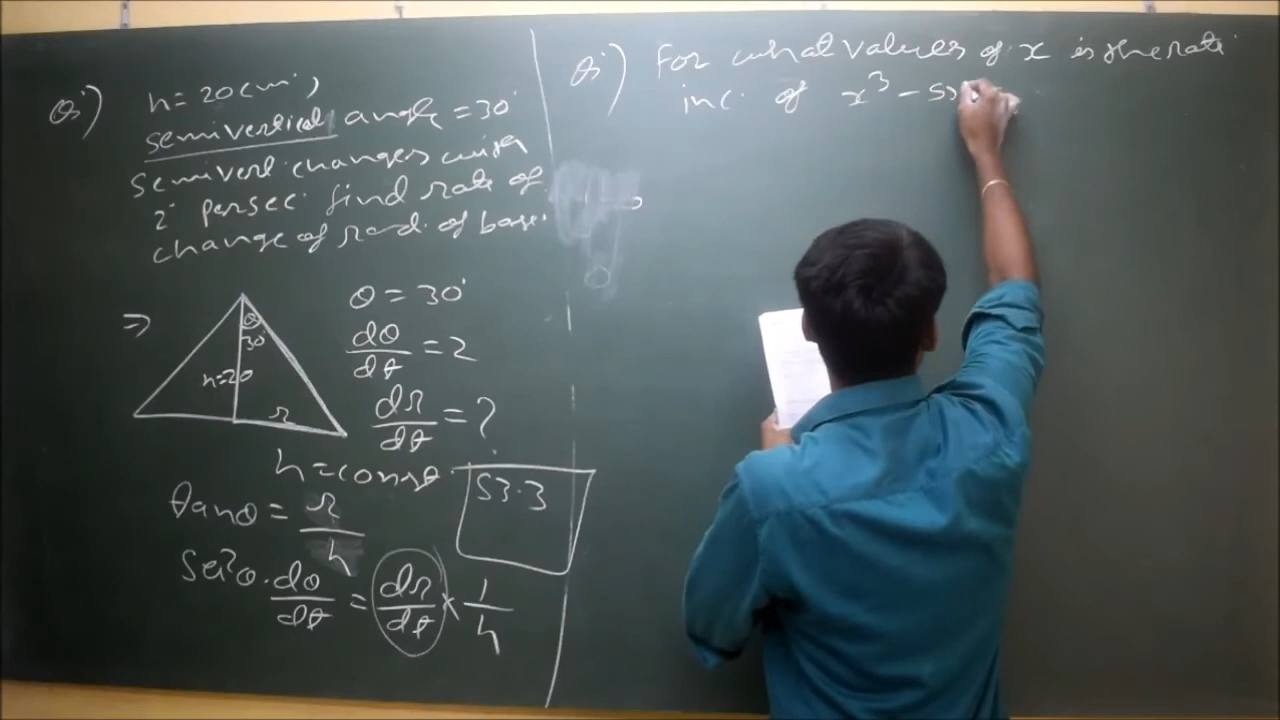 Q.) h = 20 cm,
semivertical angle = 30°
semivert changes with
2° per sec. find rate of
change of rad. of base.
⇒ θ = 30°
θ
30°
h=20
r
dθ/dt = 2
dr/dt = ?
h = const.
53.3
tanθ = r/h
sec²θ . dθ/dt = dr/dt × 1/h
Q.) For what values of x is the rate
inc. of x³ - 5x